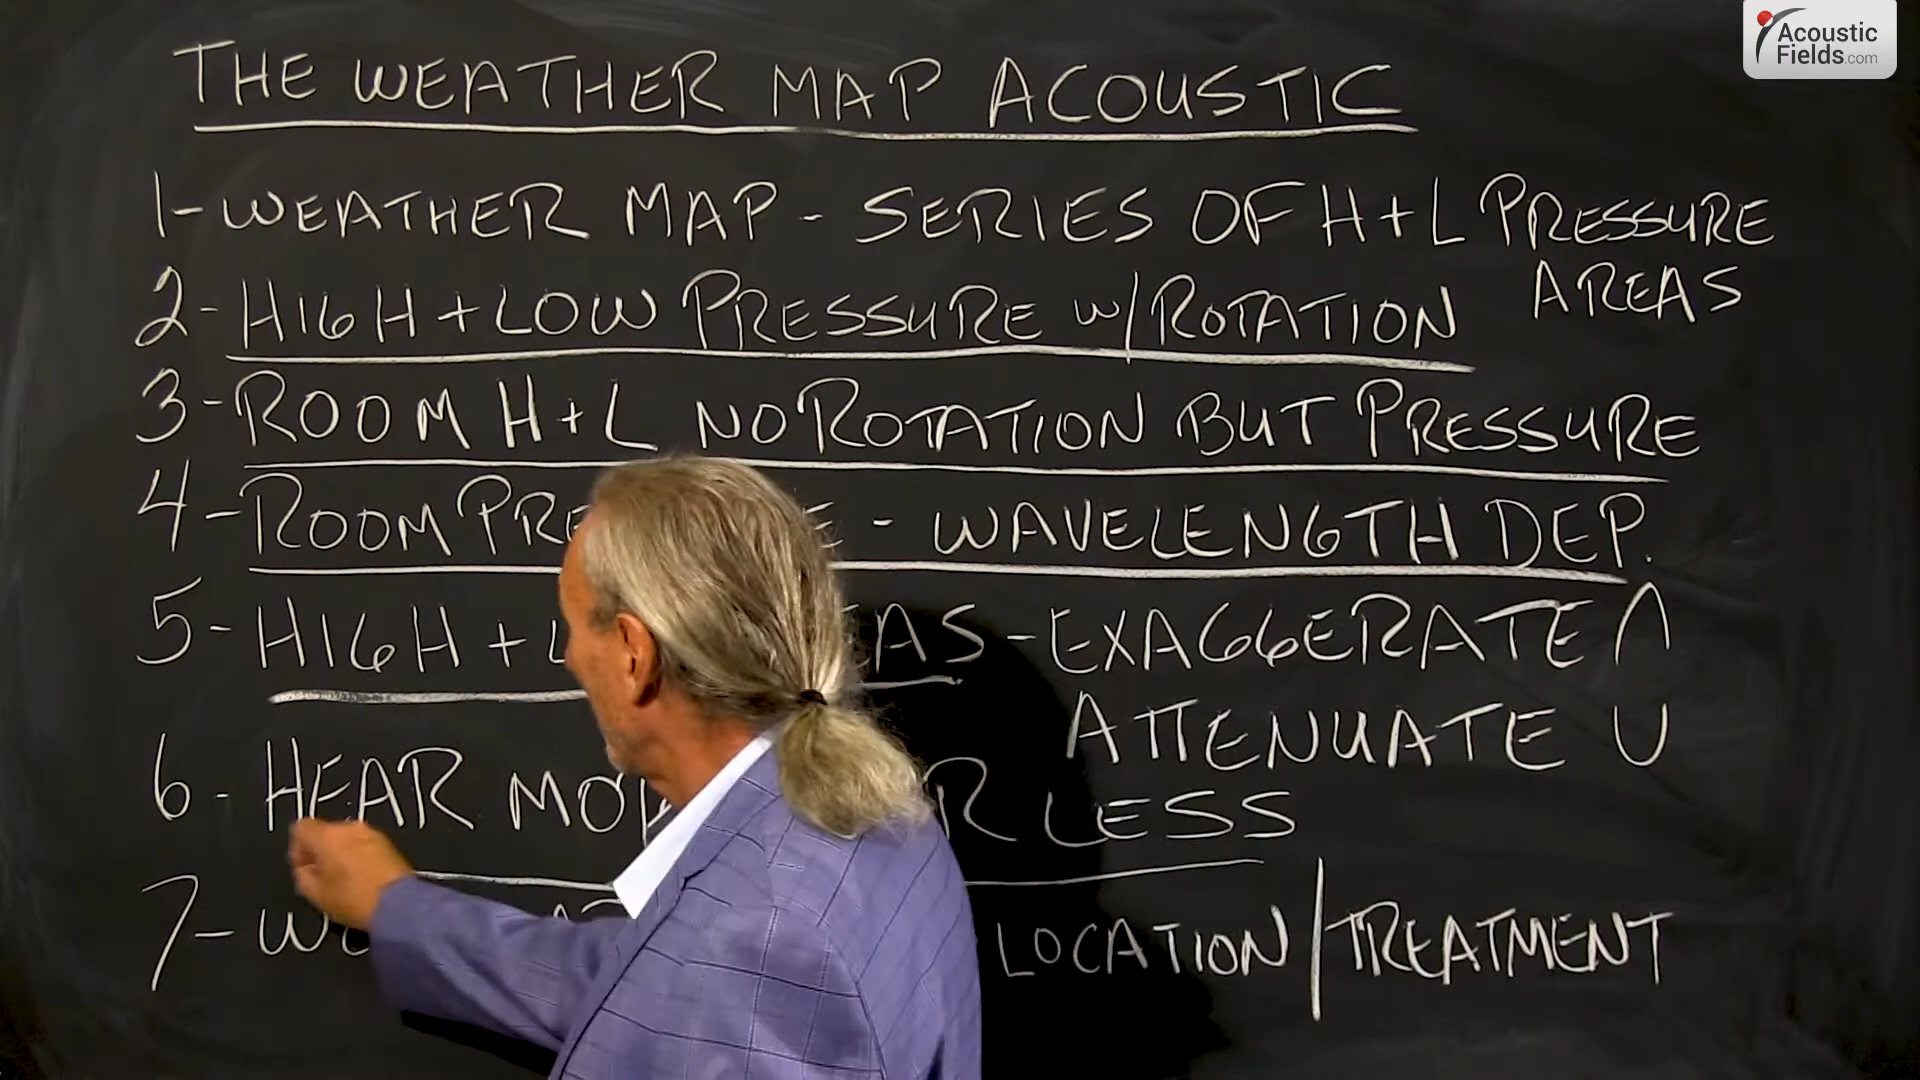 Acoustic
Fields.com
THE WEATHER MAP ACOUSTIC
1- WEATHER MAP - SERIES OF H+L PRESSURE
AREAS
2- HIGH + LOW PRESSURE W/ROTATION
3- ROOM H+L NO ROTATION BUT PRESSURE
4- ROOM - WAVELENGTH DEP.
5- HIGH + - EXAGGERATE ∩
ATTENUATE U
6- HEAR LESS
7- LOCATION/TREATMENT